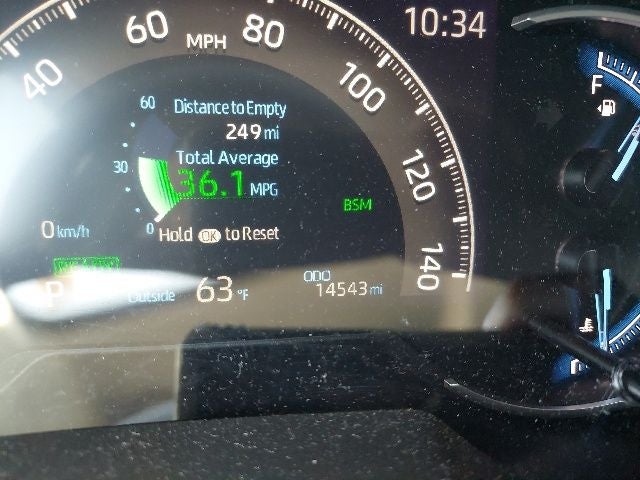 10:34
60 MPH 80
40 100
120
140
F
60 Distance to Empty
249 mi
Total Average
30
36.1 MPG
BSM
0 km/h
0 Hold OK to Reset
P
Outside 63 °F
ODO
14543 mi